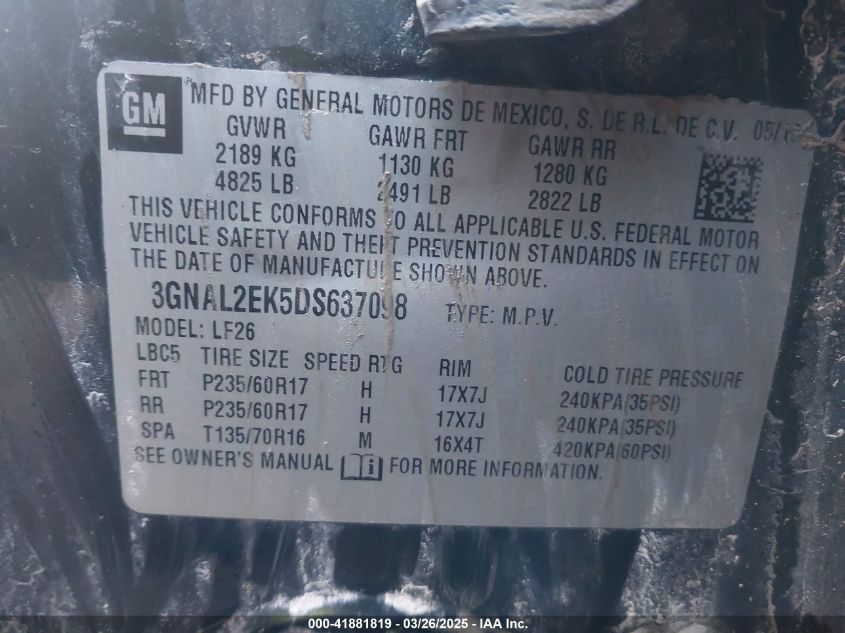 GM
MFD BY GENERAL MOTORS DE MEXICO, S. DE R.L. DE C.V.
GVWR GAWR FRT GAWR RR
2189 KG 1130 KG 1280 KG
4825 LB 2491 LB 2822 LB
THIS VEHICLE CONFORMS TO ALL APPLICABLE U.S. FEDERAL MOTOR
VEHICLE SAFETY AND THEFT PREVENTION STANDARDS IN EFFECT ON
THE DATE OF MANUFACTURE SHOWN ABOVE.
3GNAL2EK5DS637098 TYPE: M.P.V.
MODEL: LF26
LBC5 TIRE SIZE SPEED RTG RIM COLD TIRE PRESSURE
FRT P235/60R17 H 17X7J 240KPA(35PSI)
RR P235/60R17 H 17X7J 240KPA(35PSI)
SPA T135/70R16 M 16X4T 420KPA(60PSI)
SEE OWNER'S MANUAL FOR MORE INFORMATION.
000-41881819 - 03/26/2025 - IAA Inc.